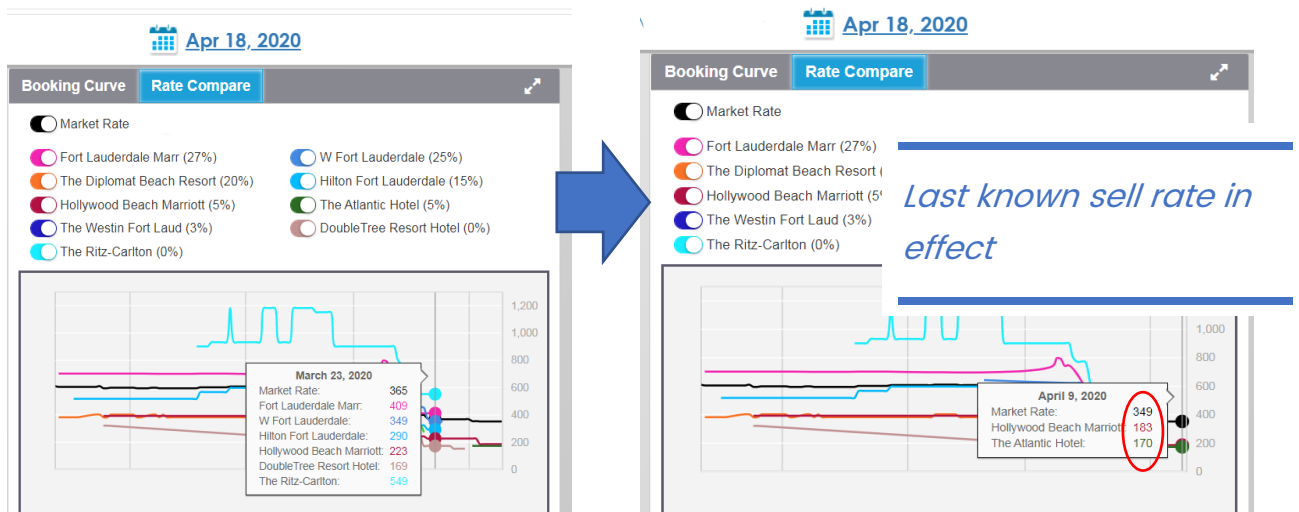 Apr 18, 2020
Booking Curve Rate Compare
Market Rate
Fort Lauderdale Marr (27%) W Fort Lauderdale (25%)
The Diplomat Beach Resort (20%) Hilton Fort Lauderdale (15%)
Hollywood Beach Marriott (5%) The Atlantic Hotel (5%)
The Westin Fort Laud (3%) DoubleTree Resort Hotel (0%)
The Ritz-Carlton (0%)
1,200
1,000
800
600
400
200
0
March 23, 2020
Market Rate: 365
Fort Lauderdale Marr: 409
W Fort Lauderdale: 349
Hilton Fort Lauderdale: 290
Hollywood Beach Marriott: 223
DoubleTree Resort Hotel: 169
The Ritz-Carlton: 549
Apr 18, 2020
Booking Curve Rate Compare
Market Rate
Fort Lauderdale Marr (27%)
The Diplomat Beach Resort (
Hollywood Beach Marriott (5
The Westin Fort Laud (3%)
The Ritz-Carlton (0%)
Last known sell rate in
effect
1,000
800
600
400
200
0
April 9, 2020
Market Rate: 349
Hollywood Beach Marriott: 183
The Atlantic Hotel: 170